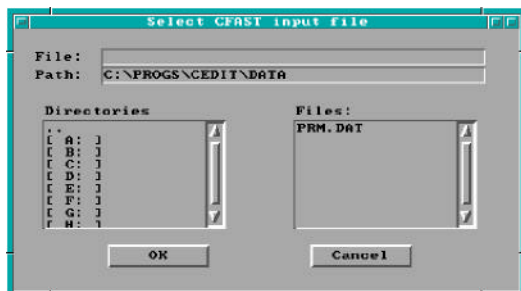 Select CFAST input file
File:
Path: C:\PROGS\CEDIT\DATA
Directories
..
[ A: ]
[ B: ]
[ C: ]
[ D: ]
[ E: ]
[ F: ]
[ G: ]
[ H: ]
Files:
PRM.DAT
OK
Cancel